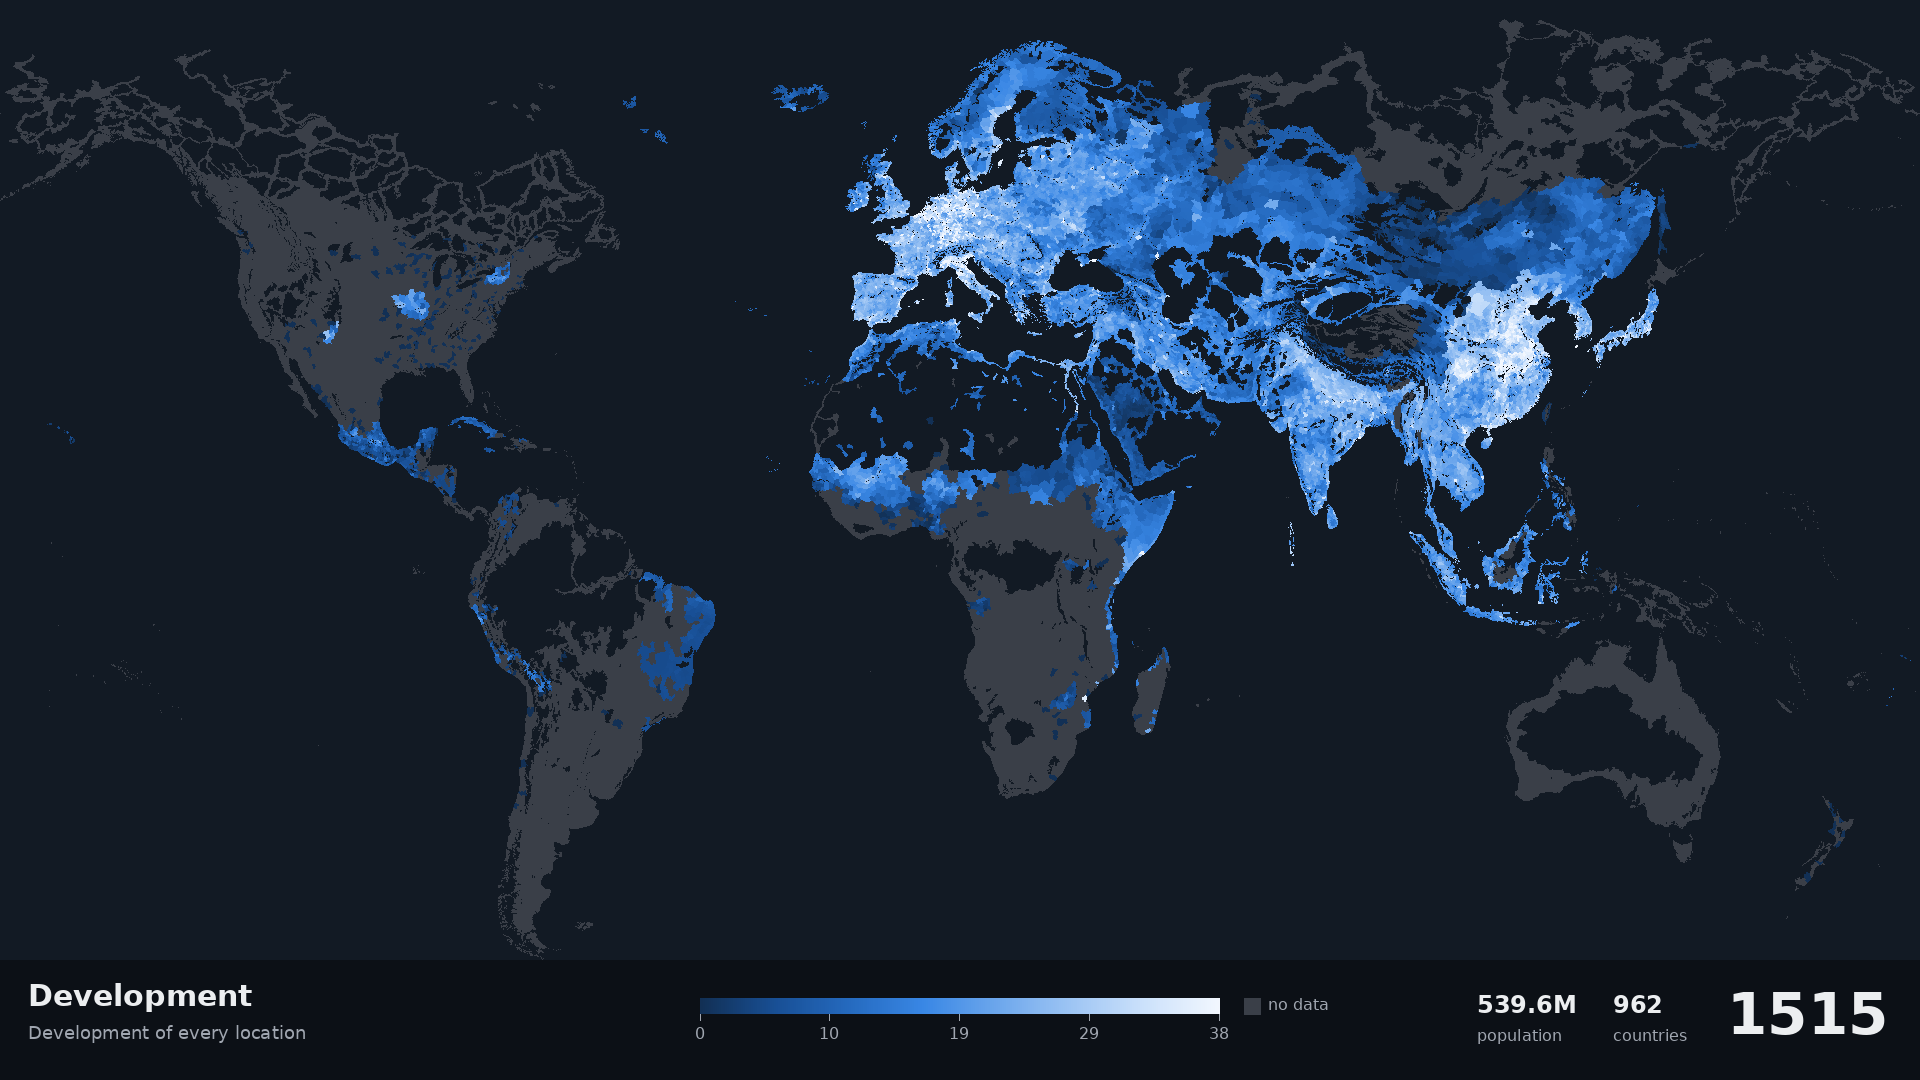 Development
Development of every location
0 10 19 29 38
no data
539.6M
population
962
countries
1515